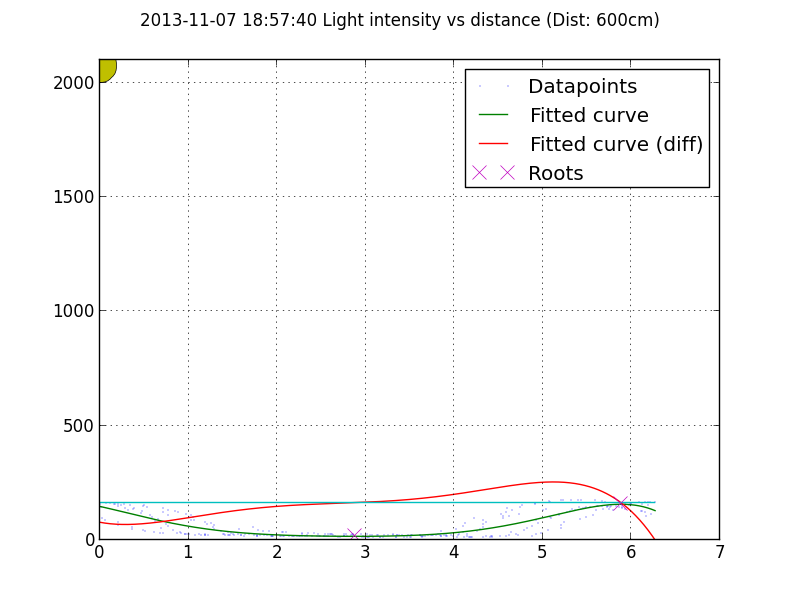 2013-11-07 18:57:40 Light intensity vs distance (Dist: 600cm)
2000
1500
1000
500
0
Datapoints
Fitted curve
Fitted curve (diff)
Roots
0 1 2 3 4 5 6 7